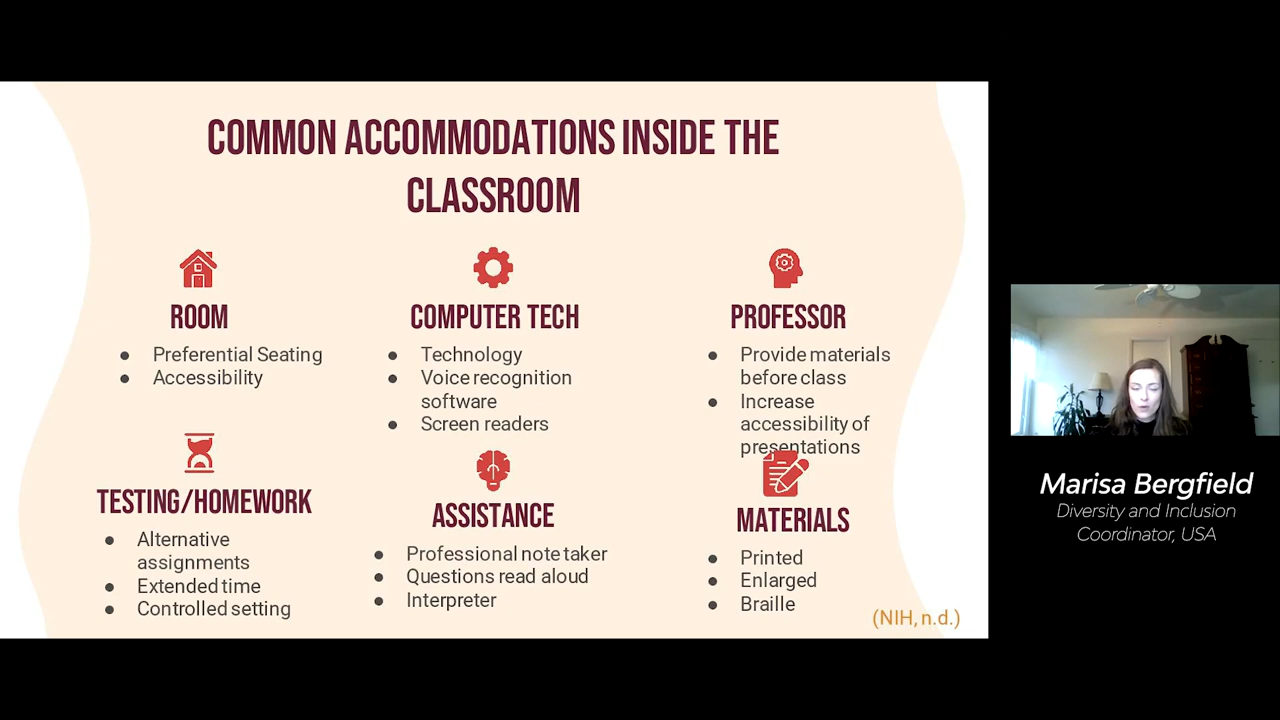 COMMON ACCOMMODATIONS INSIDE THE
CLASSROOM
ROOM
● Preferential Seating
● Accessibility
COMPUTER TECH
● Technology
● Voice recognition
software
● Screen readers
PROFESSOR
● Provide materials
before class
● Increase
accessibility of
presentations
TESTING/HOMEWORK
● Alternative
assignments
● Extended time
● Controlled setting
ASSISTANCE
● Professional note taker
● Questions read aloud
● Interpreter
MATERIALS
● Printed
● Enlarged
● Braille
(NIH, n.d.)
Marisa Bergfield
Diversity and Inclusion
Coordinator, USA